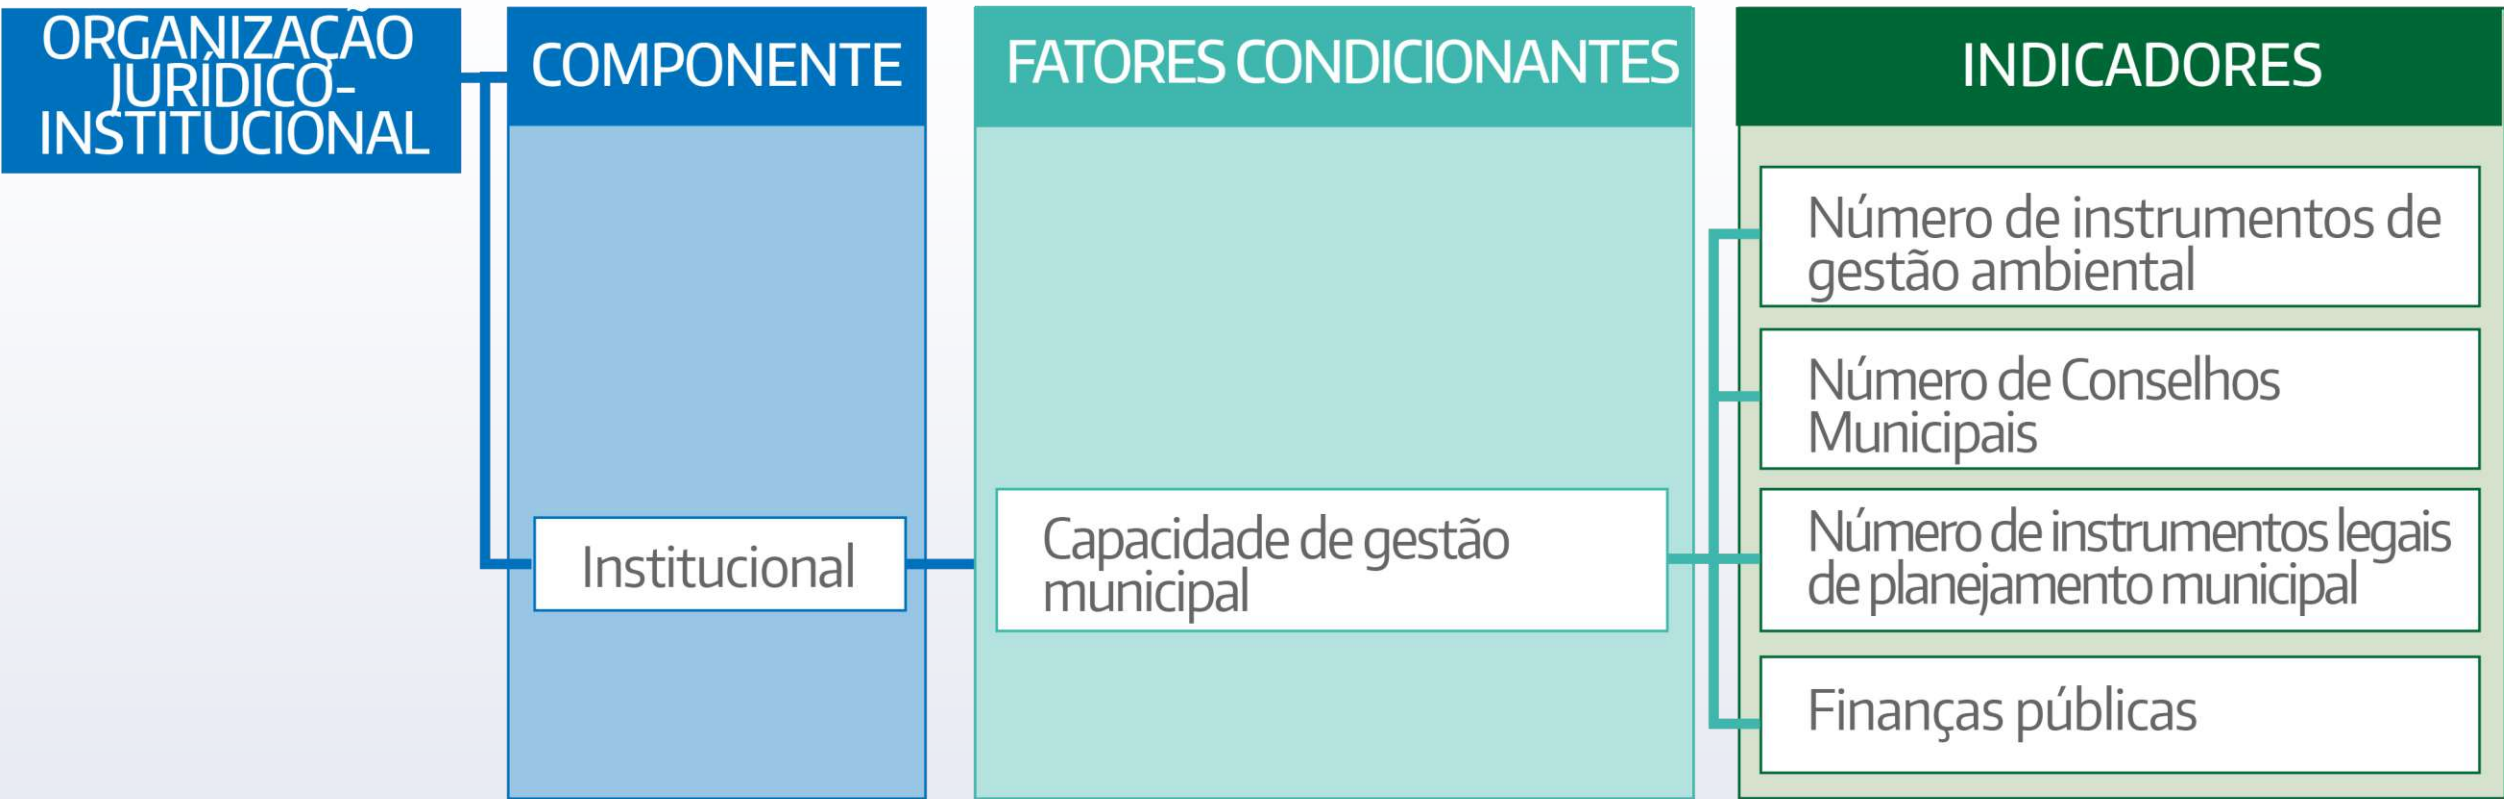 ORGANIZAÇÃO
JURÍDICO-
INSTITUCIONAL
COMPONENTE
FATORES CONDICIONANTES
INDICADORES
Institucional
Capacidade de gestão
municipal
Número de instrumentos de
gestão ambiental
Número de Conselhos
Municipais
Número de instrumentos legais
de planejamento municipal
Finanças públicas